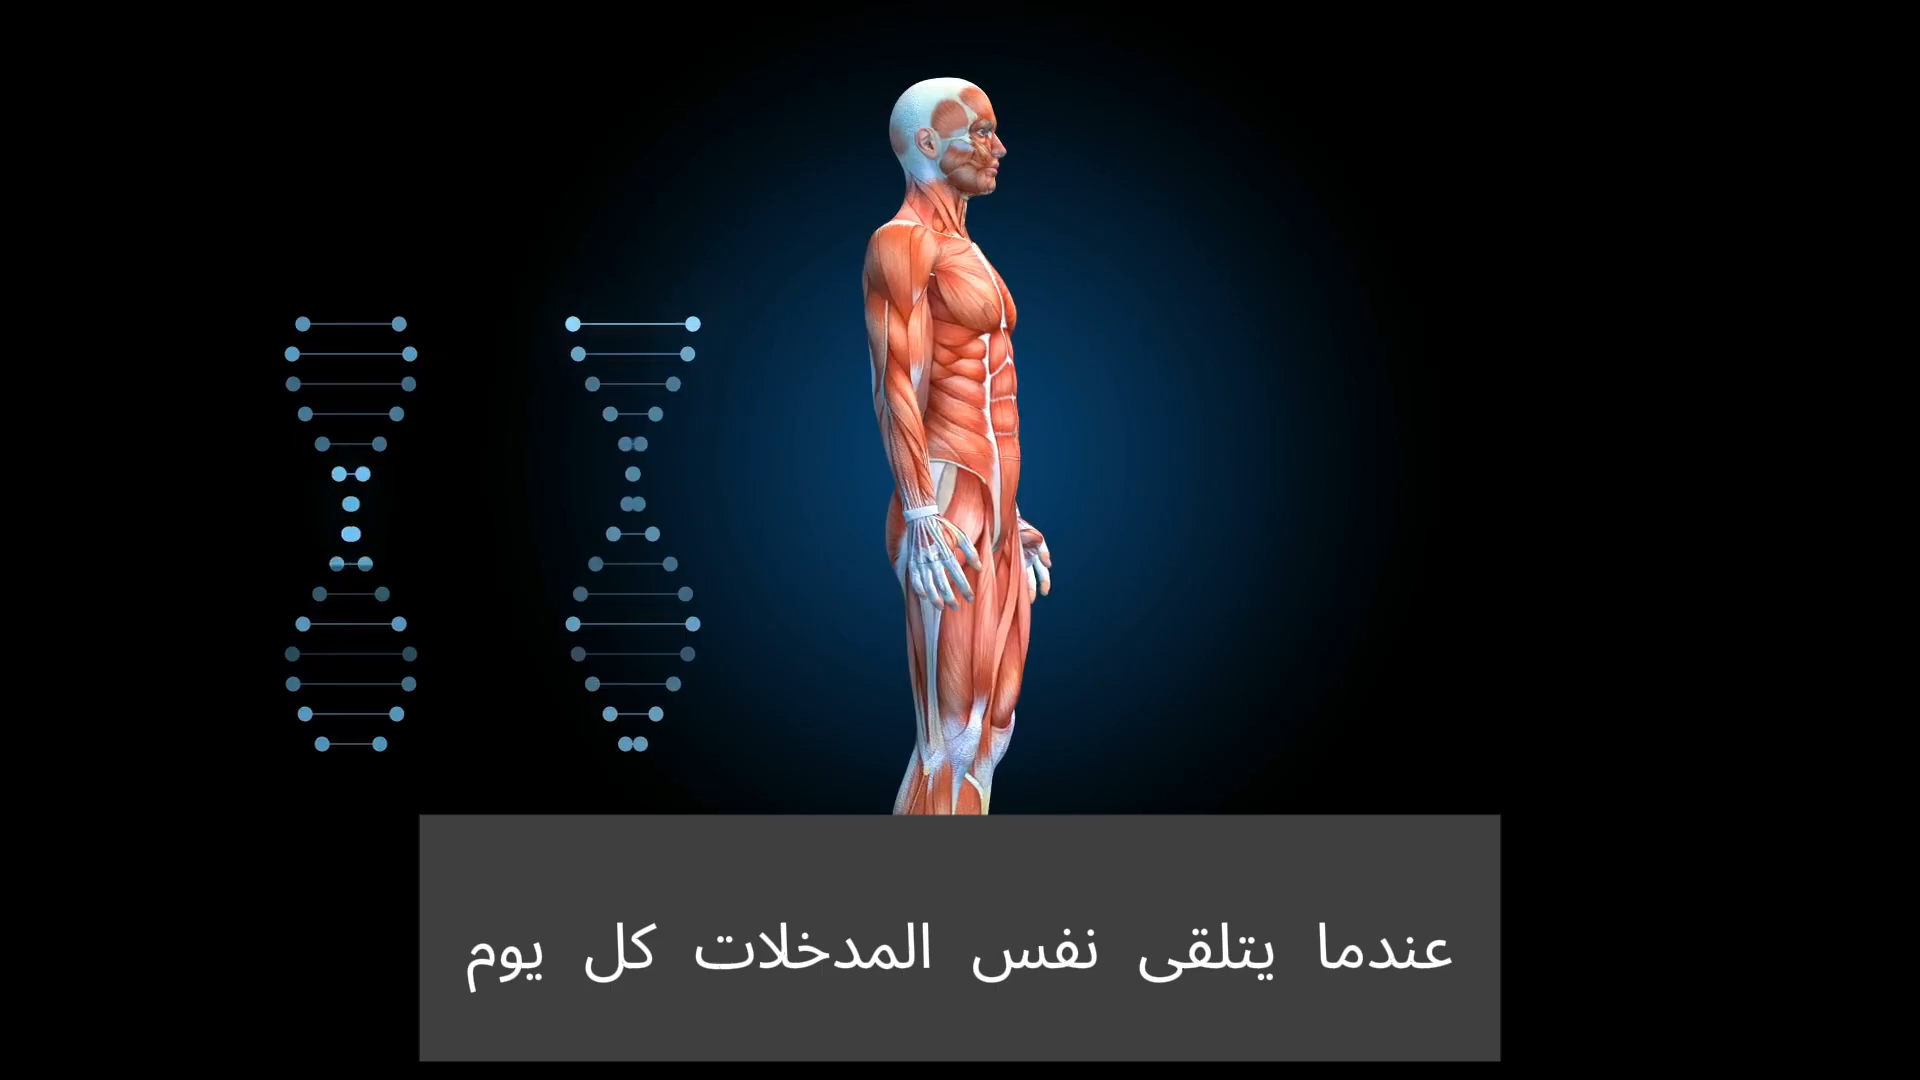 عندما يتلقى نفس المدخلات كل يوم